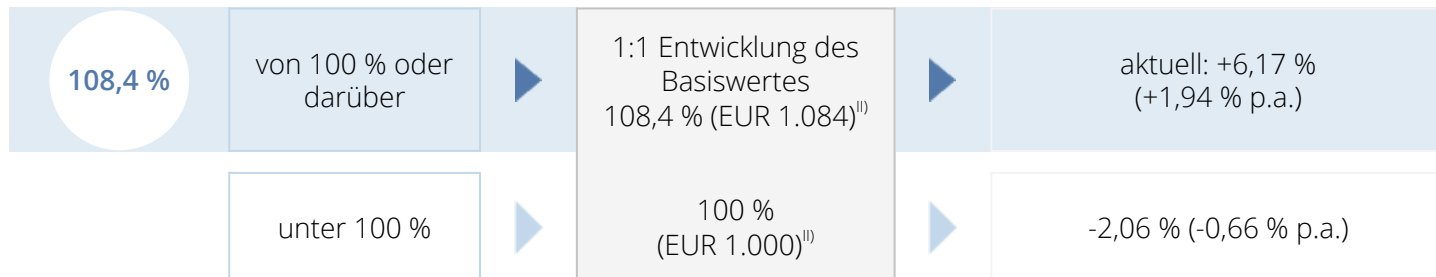 108,4 %
von 100 % oder
darüber
1:1 Entwicklung des
Basiswertes
108,4 % (EUR 1.084)II)
aktuell: +6,17 %
(+1,94 % p.a.)
unter 100 %
100 %
(EUR 1.000)II)
-2,06 % (-0,66 % p.a.)